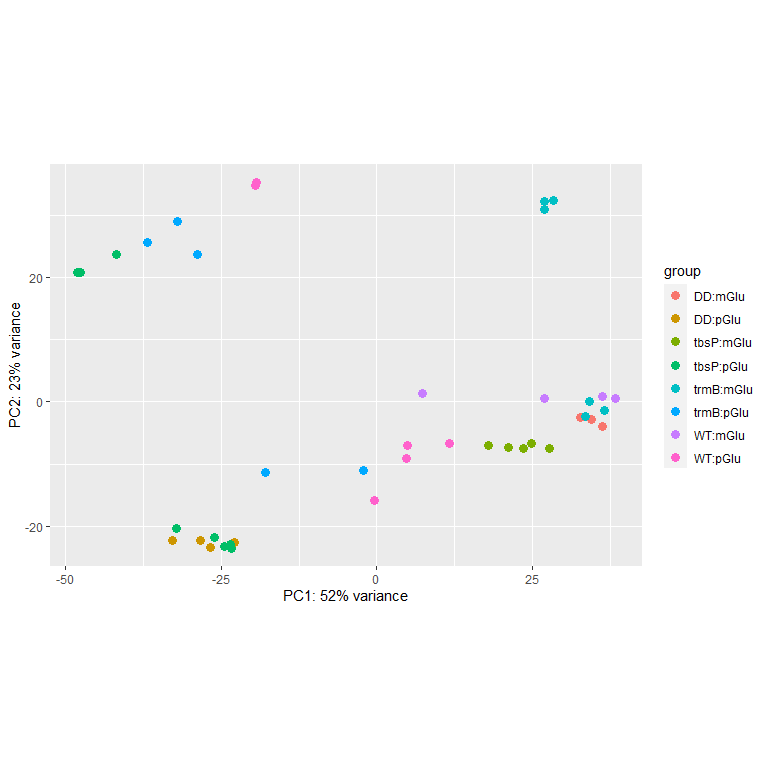 20
0
-20
PC2: 23% variance
-50
-25
0
25
PC1: 52% variance
group
DD:mGlu
DD:pGlu
tbsP:mGlu
tbsP:pGlu
trmB:mGlu
trmB:pGlu
WT:mGlu
WT:pGlu